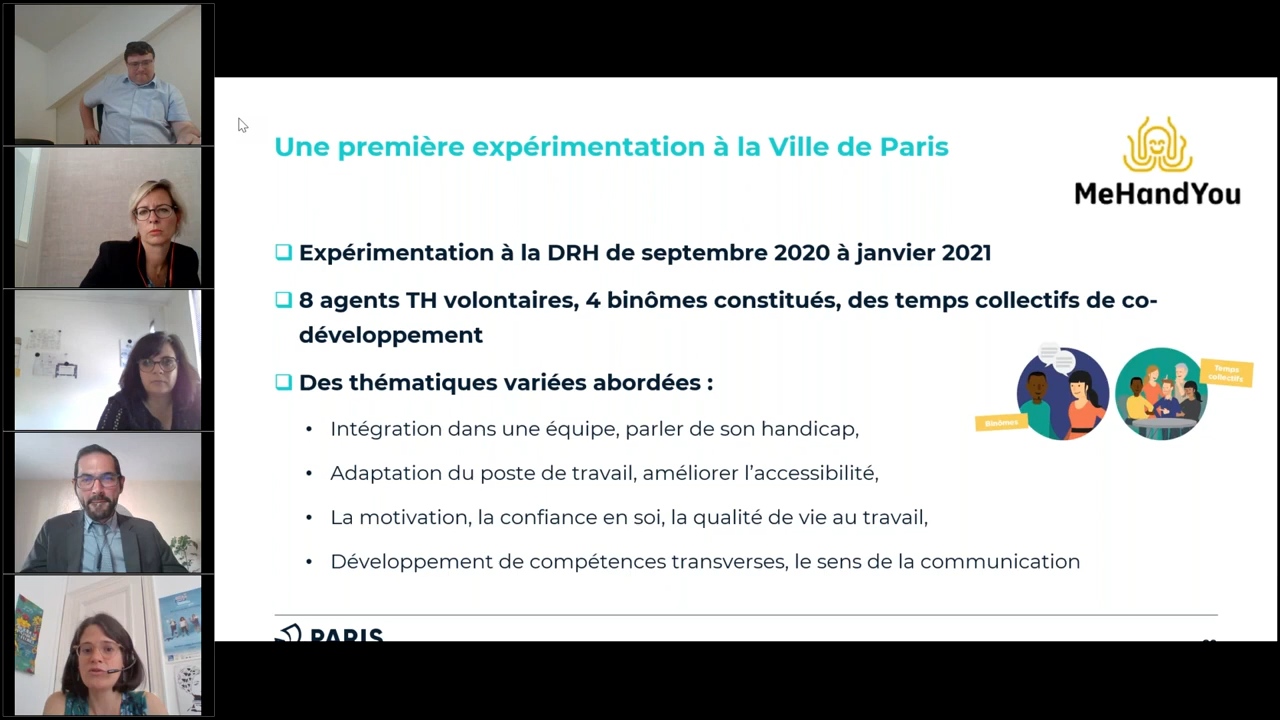 Une première expérimentation à la Ville de Paris
MeHandYou
❑ Expérimentation à la DRH de septembre 2020 à janvier 2021
❑ 8 agents TH volontaires, 4 binômes constitués, des temps collectifs de co-
développement
❑ Des thématiques variées abordées :
Temps
collectifs
Binômes
• Intégration dans une équipe, parler de son handicap,
• Adaptation du poste de travail, améliorer l’accessibilité,
• La motivation, la confiance en soi, la qualité de vie au travail,
• Développement de compétences transverses, le sens de la communication
PARIS